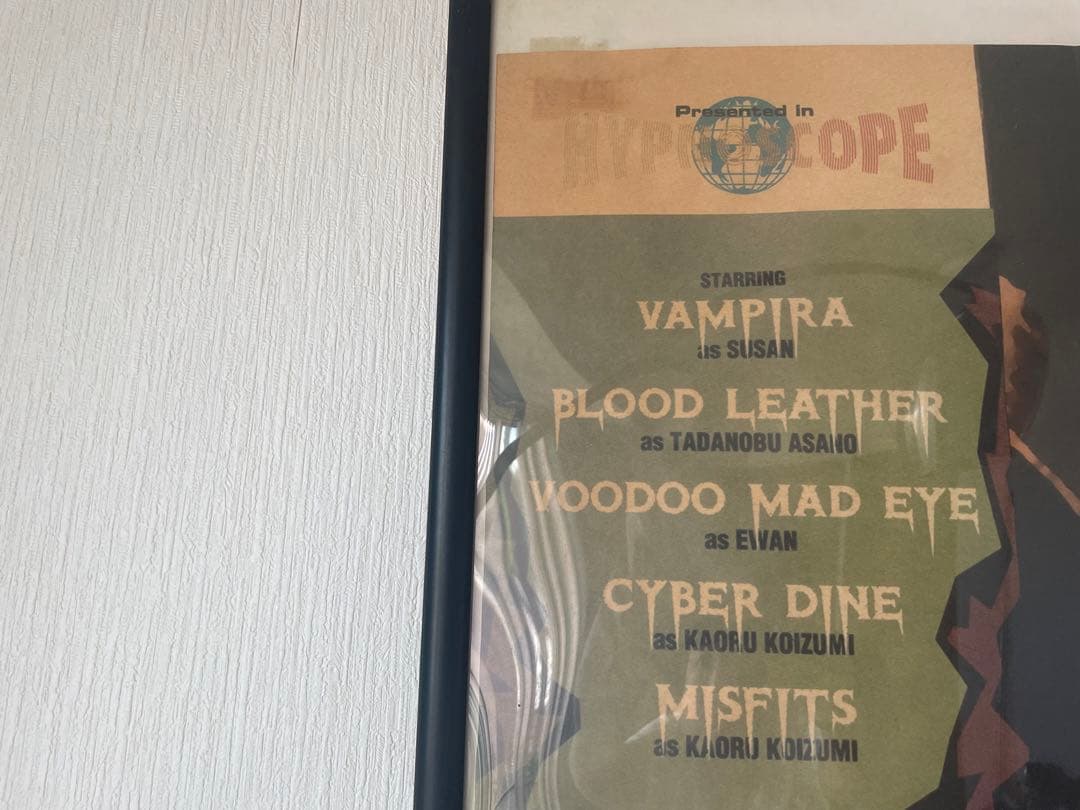 Presented in
HYPNOSCOPE
STARRING
VAMPIRA
as SUSAN
BLOOD LEATHER
as TADANOBU ASANO
VOODOO MAD EYE
as EWAN
CYBER DINE
as KAORU KOIZUMI
MISFITS
as KAORU KOIZUMI